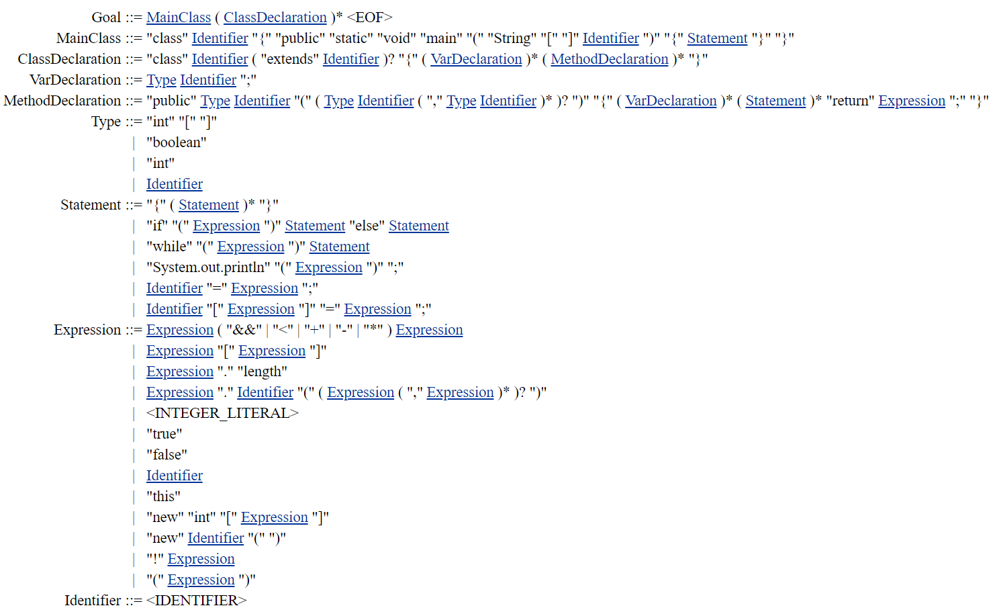 Goal ::= MainClass ( ClassDeclaration )* <EOF>
MainClass ::= "class" Identifier "{" "public" "static" "void" "main" "(" "String" "[" "]" Identifier ")" "{" Statement "}" "}"
ClassDeclaration ::= "class" Identifier ( "extends" Identifier )? "{" ( VarDeclaration )* ( MethodDeclaration )* "}"
VarDeclaration ::= Type Identifier ";"
MethodDeclaration ::= "public" Type Identifier "(" ( Type Identifier ( "," Type Identifier )* )? ")" "{" ( VarDeclaration )* ( Statement )* "return" Expression ";" "}"
Type ::= "int" "[" "]"
| "boolean"
| "int"
| Identifier
Statement ::= "{" ( Statement )* "}"
| "if" "(" Expression ")" Statement "else" Statement
| "while" "(" Expression ")" Statement
| "System.out.println" "(" Expression ")" ";"
| Identifier "=" Expression ";"
| Identifier "[" Expression "]" "=" Expression ";"
Expression ::= Expression ( "&&" | "<" | "+" | "-" | "*" ) Expression
| Expression "[" Expression "]"
| Expression "." "length"
| Expression "." Identifier "(" ( Expression ( "," Expression )* )? ")"
| <INTEGER_LITERAL>
| "true"
| "false"
| Identifier
| "this"
| "new" "int" "[" Expression "]"
| "new" Identifier "(" ")"
| "!" Expression
| "(" Expression ")"
Identifier ::= <IDENTIFIER>